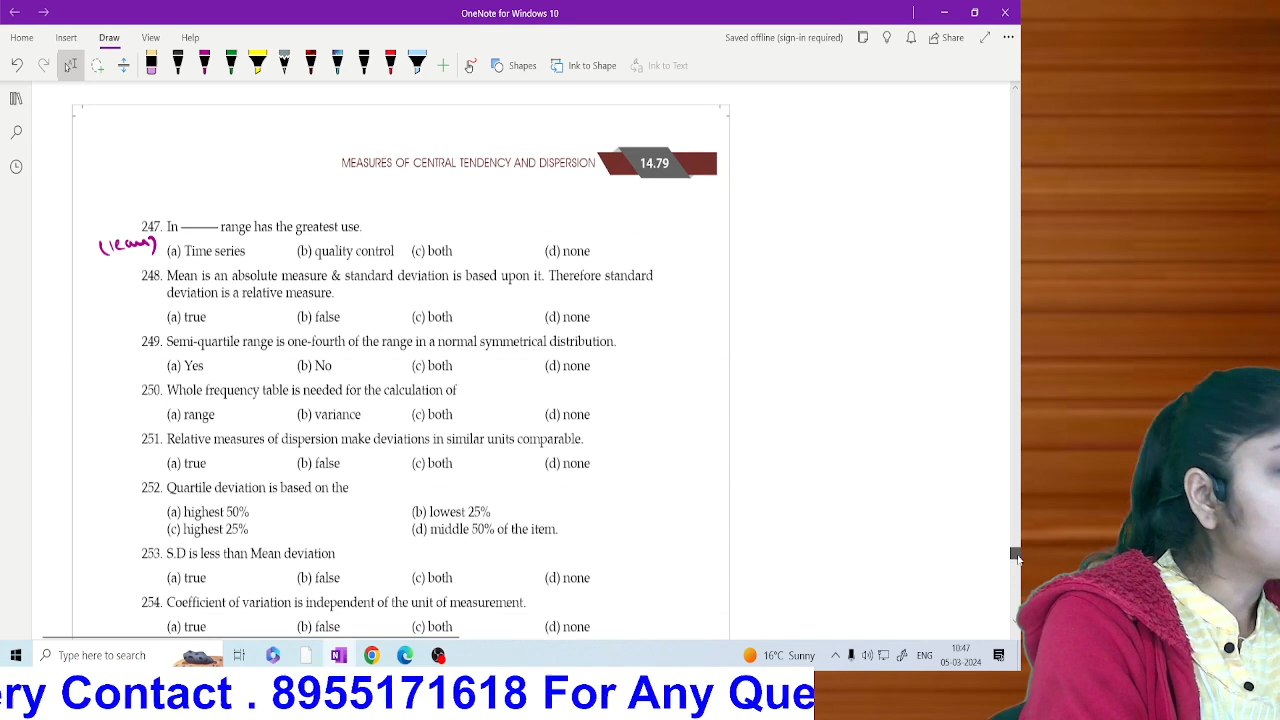 OneNote for Windows 10
Home Insert Draw View Help
Saved offline (sign-in required) Share
Shapes Ink to Shape Ink to Text
MEASURES OF CENTRAL TENDENCY AND DISPERSION 14.79
247. In ——— range has the greatest use.
(a) Time series (b) quality control (c) both (d) none
248. Mean is an absolute measure & standard deviation is based upon it. Therefore standard
deviation is a relative measure.
(a) true (b) false (c) both (d) none
249. Semi-quartile range is one-fourth of the range in a normal symmetrical distribution.
(a) Yes (b) No (c) both (d) none
250. Whole frequency table is needed for the calculation of
(a) range (b) variance (c) both (d) none
251. Relative measures of dispersion make deviations in similar units comparable.
(a) true (b) false (c) both (d) none
252. Quartile deviation is based on the
(a) highest 50% (b) lowest 25%
(c) highest 25% (d) middle 50% of the item.
253. S.D is less than Mean deviation
(a) true (b) false (c) both (d) none
254. Coefficient of variation is independent of the unit of measurement.
(a) true (b) false (c) both (d) none
Type here to search 16°C Sunny ENG 10:47
05-03-2024
ery Contact . 8955171618 For Any Que